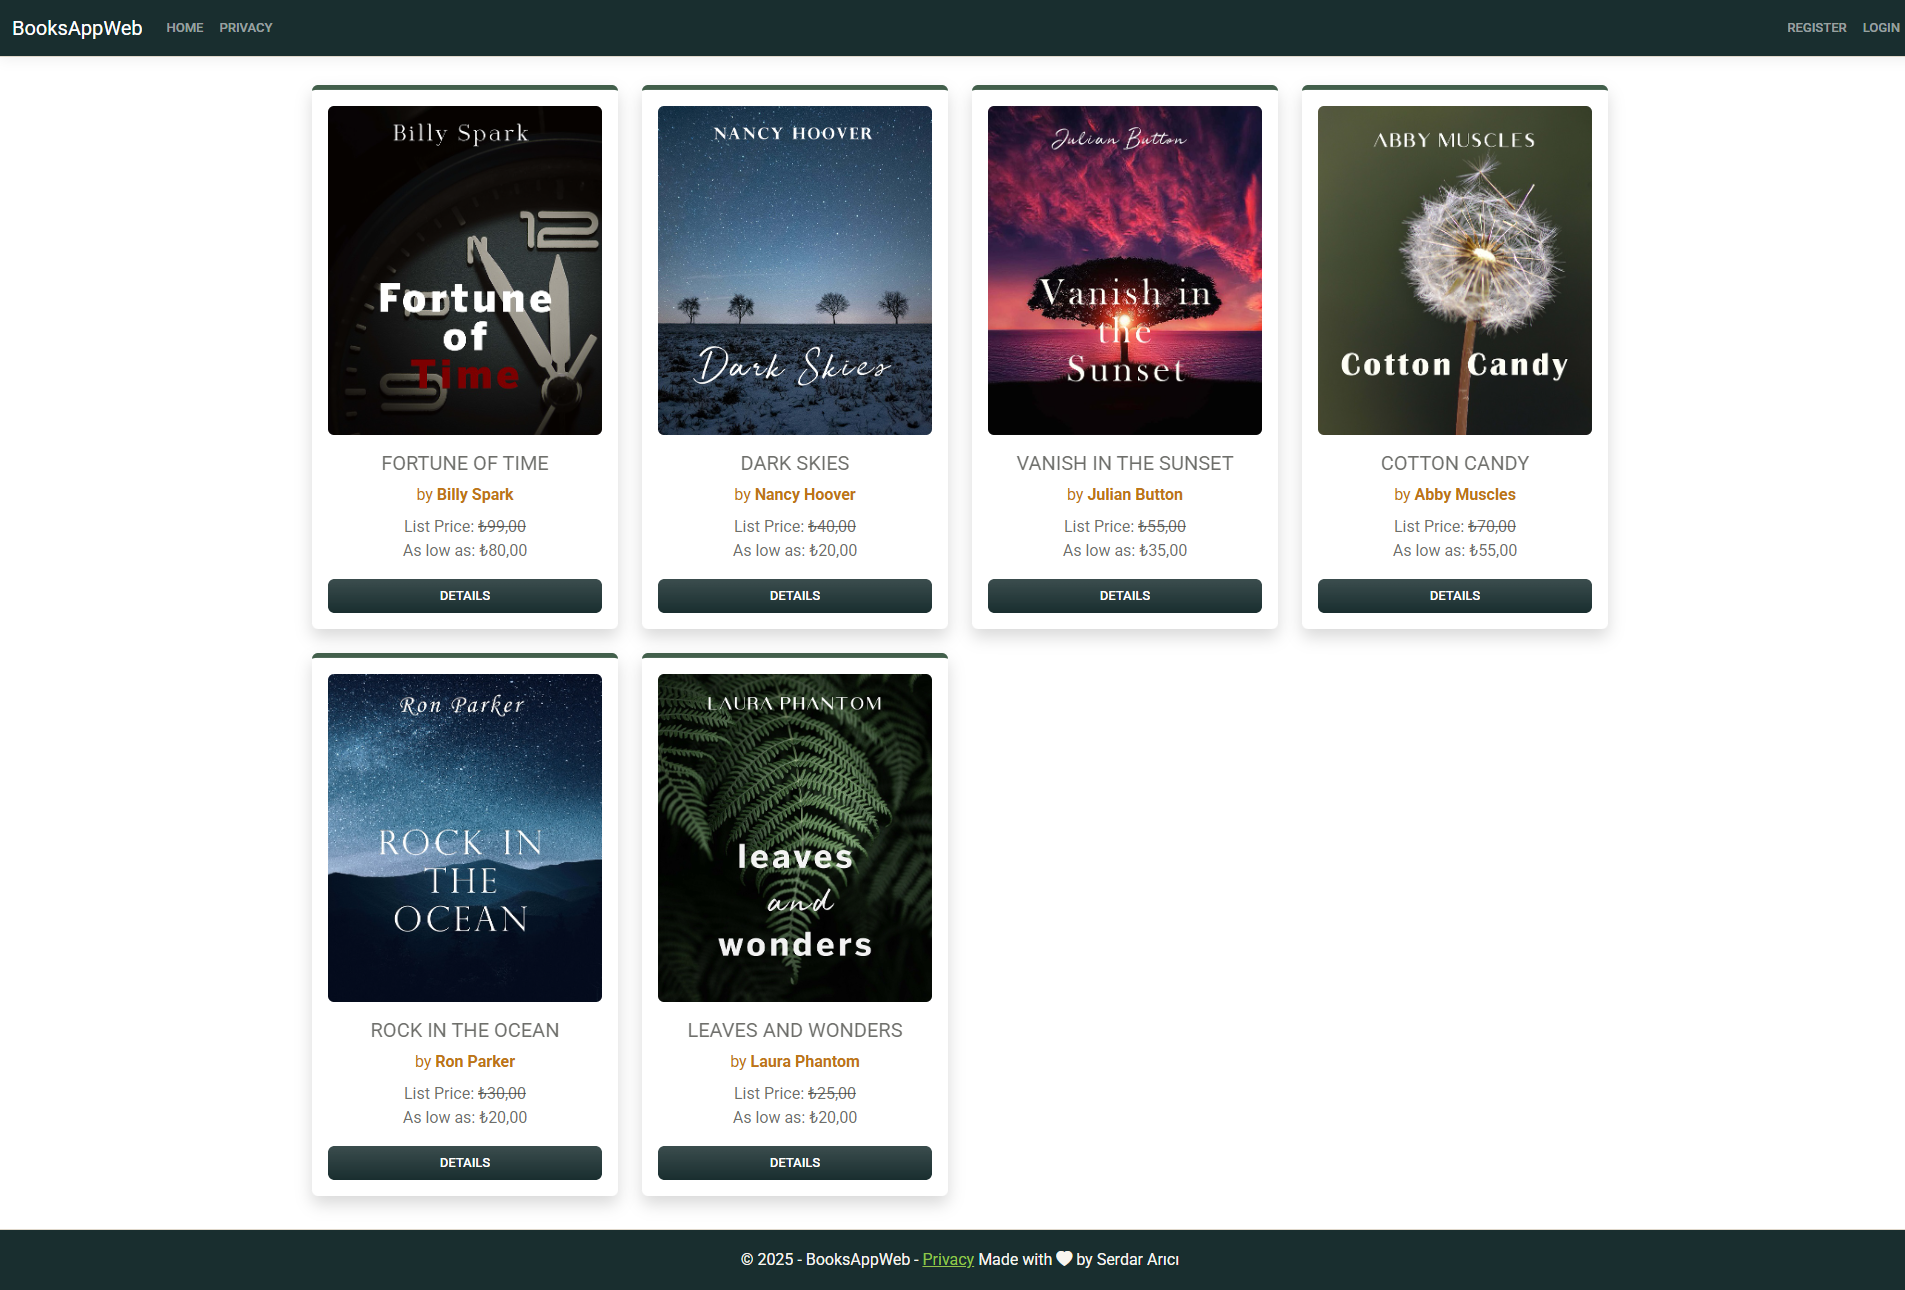 BooksAppWeb HOME PRIVACY REGISTER LOGIN
Billy Spark
12
Fortune
of
Time
FORTUNE OF TIME
by Billy Spark
List Price: ₺99,00
As low as: ₺80,00
DETAILS
NANCY HOOVER
Dark Skies
DARK SKIES
by Nancy Hoover
List Price: ₺40,00
As low as: ₺20,00
DETAILS
Julian Button
Vanish in
the
Sunset
VANISH IN THE SUNSET
by Julian Button
List Price: ₺55,00
As low as: ₺35,00
DETAILS
ABBY MUSCLES
Cotton Candy
COTTON CANDY
by Abby Muscles
List Price: ₺70,00
As low as: ₺55,00
DETAILS
Ron Parker
ROCK IN
THE
OCEAN
ROCK IN THE OCEAN
by Ron Parker
List Price: ₺30,00
As low as: ₺20,00
DETAILS
LAURA PHANTOM
leaves
and
wonders
LEAVES AND WONDERS
by Laura Phantom
List Price: ₺25,00
As low as: ₺20,00
DETAILS
© 2025 - BooksAppWeb - Privacy Made with by Serdar Arıcı